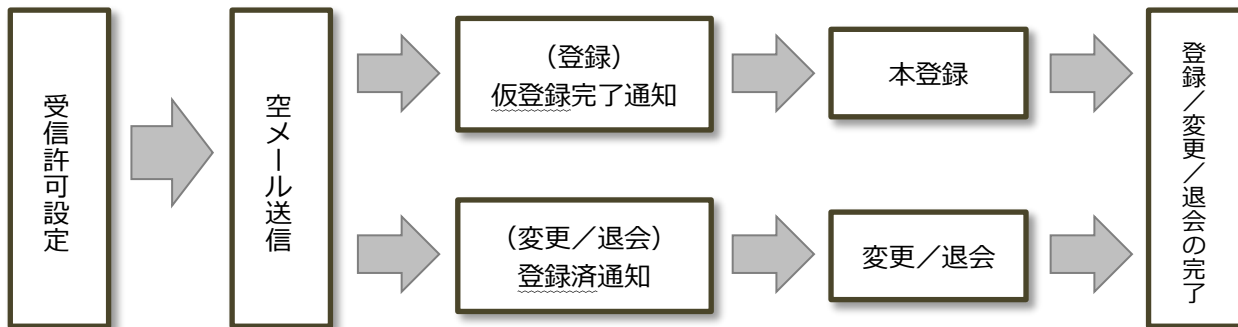 受信許可設定
空メール送信
（登録）
仮登録完了通知
本登録
（変更／退会）
登録済通知
変更／退会
登録／変更／退会の完了